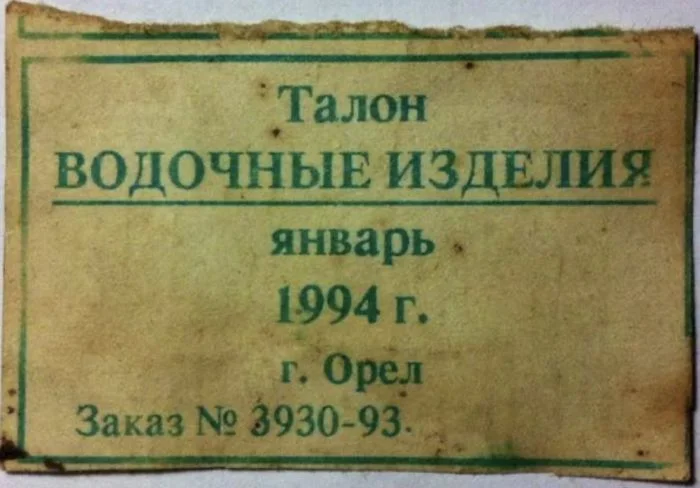 Талон
ВОДОЧНЫЕ ИЗДЕЛИЯ
январь
1994 г.
г. Орел
Заказ № 3930-93.